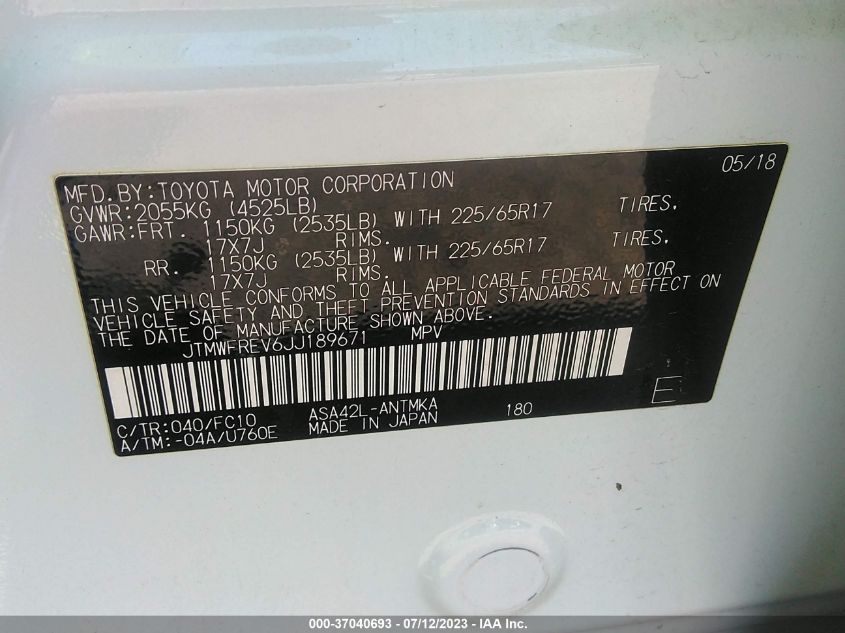 05/18
MFD.BY:TOYOTA MOTOR CORPORATION
GVWR:2055KG (4525LB)
GAWR:FRT. 1150KG (2535LB) WITH 225/65R17 TIRES,
17X7J RIMS.
RR. 1150KG (2535LB) WITH 225/65R17 TIRES,
17X7J RIMS.
THIS VEHICLE CONFORMS TO ALL APPLICABLE FEDERAL MOTOR
VEHICLE SAFETY AND THEFT PREVENTION STANDARDS IN EFFECT ON
THE DATE OF MANUFACTURE SHOWN ABOVE.
JTMWFREV6JJ189671 MPV
C/TR:040/FC10 ASA42L-ANTMKA 180 E
A/TM:-04A/U760E MADE IN JAPAN
000-37040693 - 07/12/2023 - IAA Inc.